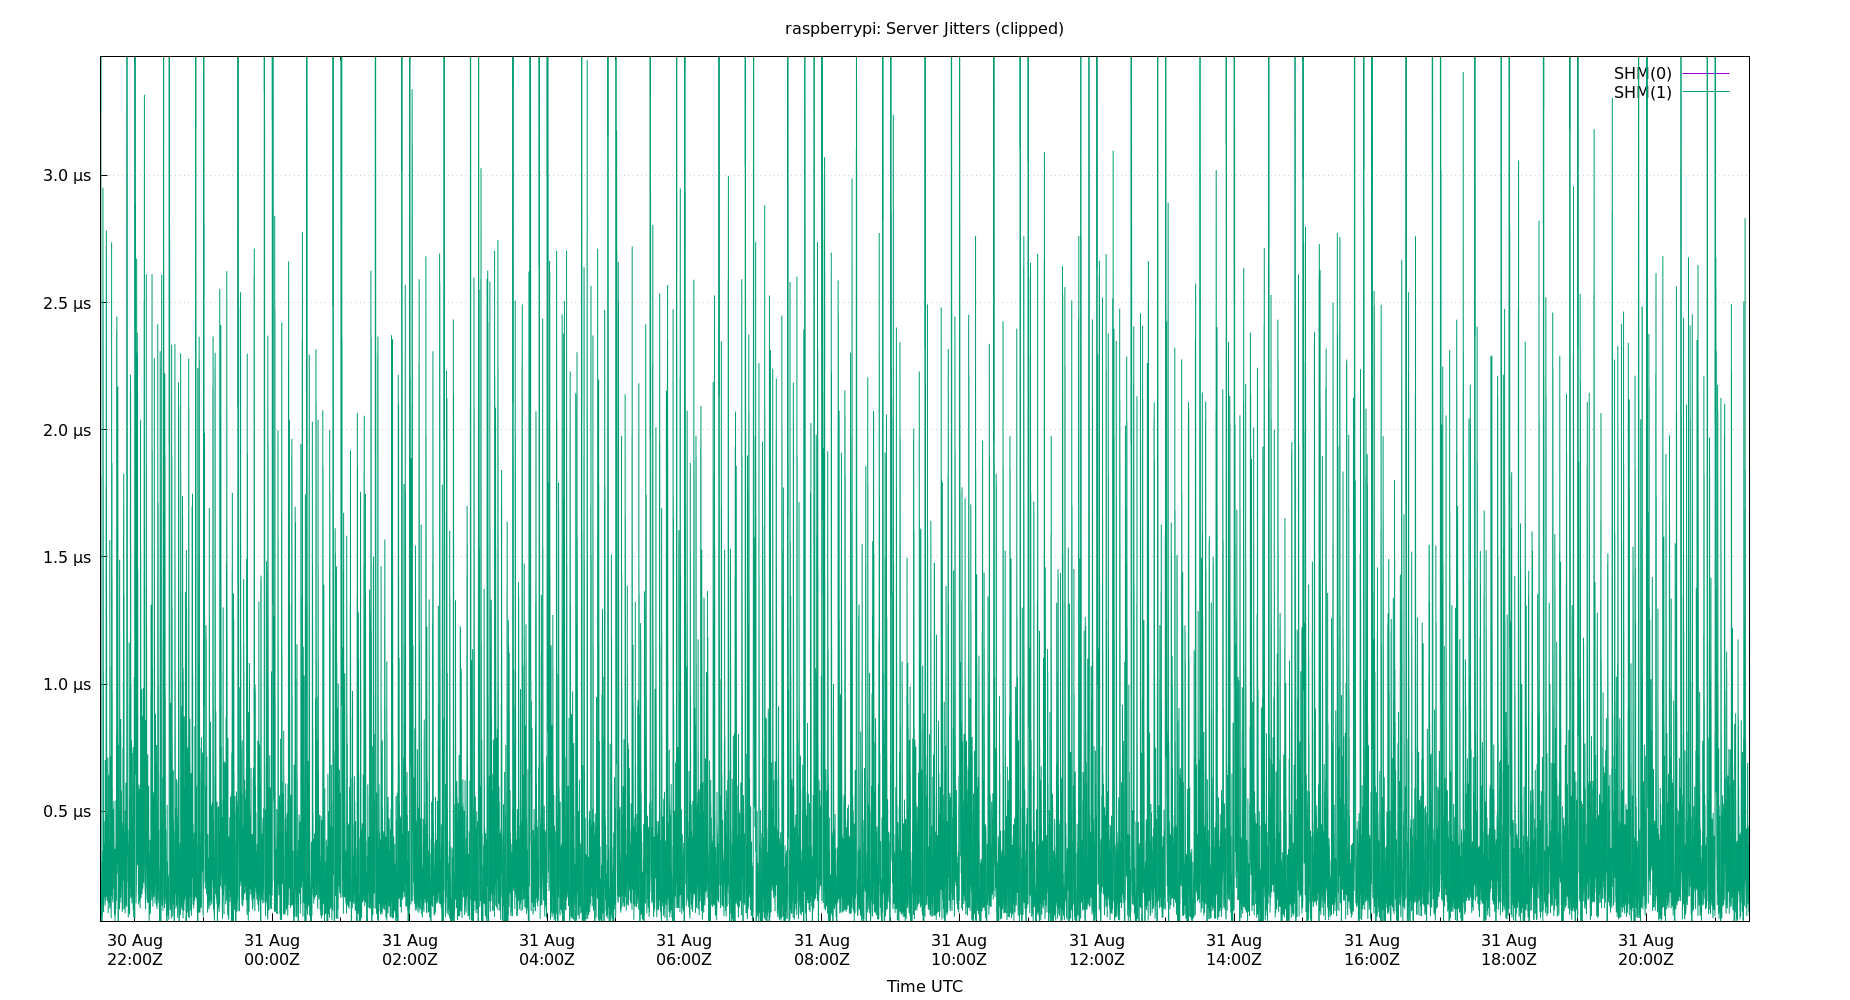 raspberrypi: Server Jitters (clipped)
SHM(0)
SHM(1)
3.0 µs
2.5 µs
2.0 µs
1.5 µs
1.0 µs
0.5 µs
30 Aug 31 Aug 31 Aug 31 Aug 31 Aug 31 Aug 31 Aug 31 Aug 31 Aug 31 Aug 31 Aug 31 Aug
22:00Z 00:00Z 02:00Z 04:00Z 06:00Z 08:00Z 10:00Z 12:00Z 14:00Z 16:00Z 18:00Z 20:00Z
Time UTC